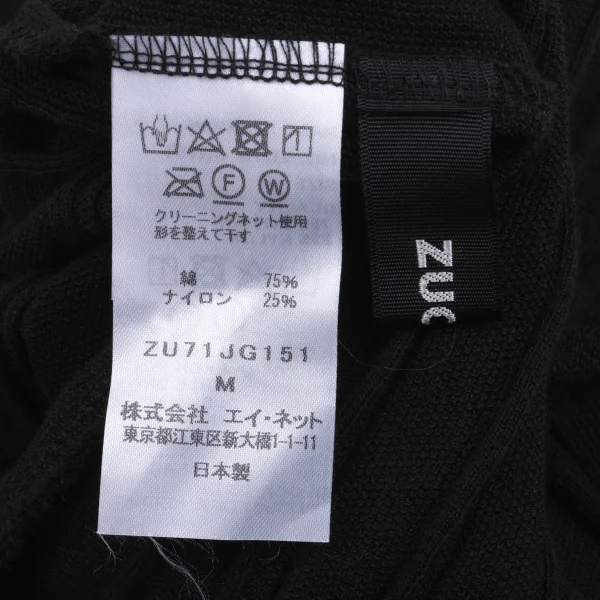 F
W
クリーニングネット使用
形を整えて干す
綿 75%
ナイロン 25%
ZU71JG151
M
株式会社 エイ・ネット
東京都江東区新大橋1-1-11
日本製
ZUC